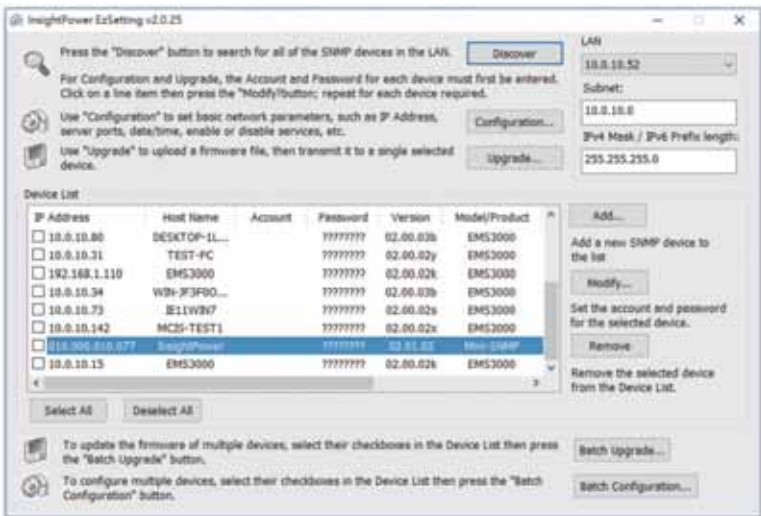 InsightPower EzSetting v2.0.25
Press the "Discover" button to search for all of the SNMP devices in the LAN.
Discover
For Configuration and Upgrade, the Account and Password for each device must first be entered.
Click on a line item then press the "Modify?button; repeat for each device required.
Use "Configuration" to set basic network parameters, such as IP Address,
server ports, date/time, enable or disable services, etc.
Configuration...
Use "Upgrade" to upload a firmware file, then transmit it to a single selected
device.
Upgrade...
LAN
10.0.10.52
Subnet:
10.0.10.0
IPv4 Mask / IPv6 Prefix length:
255.255.255.0
Device List
IP Address Host Name Account Password Version Model/Product
10.0.10.80 DESKTOP-1L... ???????? 02.00.03b EMS3000
10.0.10.31 TEST-PC ???????? 02.00.02y EMS3000
192.168.1.110 EMS3000 ???????? 02.00.02k EMS3000
10.0.10.34 WIN-JF3F0O... ???????? 02.00.03b EMS3000
10.0.10.73 IE11WIN7 ???????? 02.00.02s EMS3000
10.0.10.142 MCIS-TEST1 ???????? 02.00.02x EMS3000
010.000.010.077 InsightPower ???????? Mini-SNMP
10.0.10.15 EMS3000 ???????? 02.00.02k EMS3000
Add...
Add a new SNMP device to
the list
Modify...
Set the account and password
for the selected device.
Remove
Remove the selected device
from the Device List.
Select All
Deselect All
To update the firmware of multiple devices, select their checkboxes in the Device List then press
the "Batch Upgrade" button.
Batch Upgrade...
To configure multiple devices, select their checkboxes in the Device List then press the "Batch
Configuration" button.
Batch Configuration...